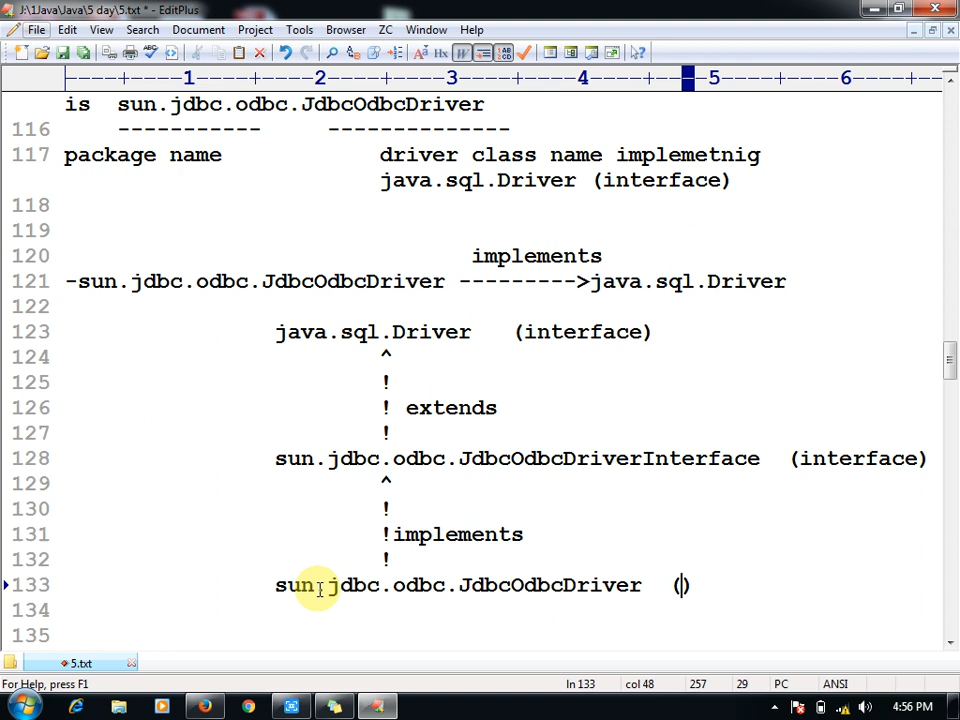 J:\1Java\Java\5 day\5.txt * - EditPlus
File Edit View Search Document Project Tools Browser ZC Window Help
----+----1----+----2----+----3----+----4----+----5----+----6----+--
is  sun.jdbc.odbc.JdbcOdbcDriver
116     -----------     --------------
117 package name            driver class name implemetnig
java.sql.Driver (interface)
118
119
120                               implements
121 -sun.jdbc.odbc.JdbcOdbcDriver --------->java.sql.Driver
122
123                 java.sql.Driver   (interface)
124                         ^
125                         !
126                         ! extends
127                         !
128                 sun.jdbc.odbc.JdbcOdbcDriverInterface  (interface)
129                         ^
130                         !
131                         !implements
132                         !
133                 sun.jdbc.odbc.JdbcOdbcDriver  ()
134
135
5.txt
For Help, press F1 ln 133 col 48 257 29 PC ANSI
4:56 PM